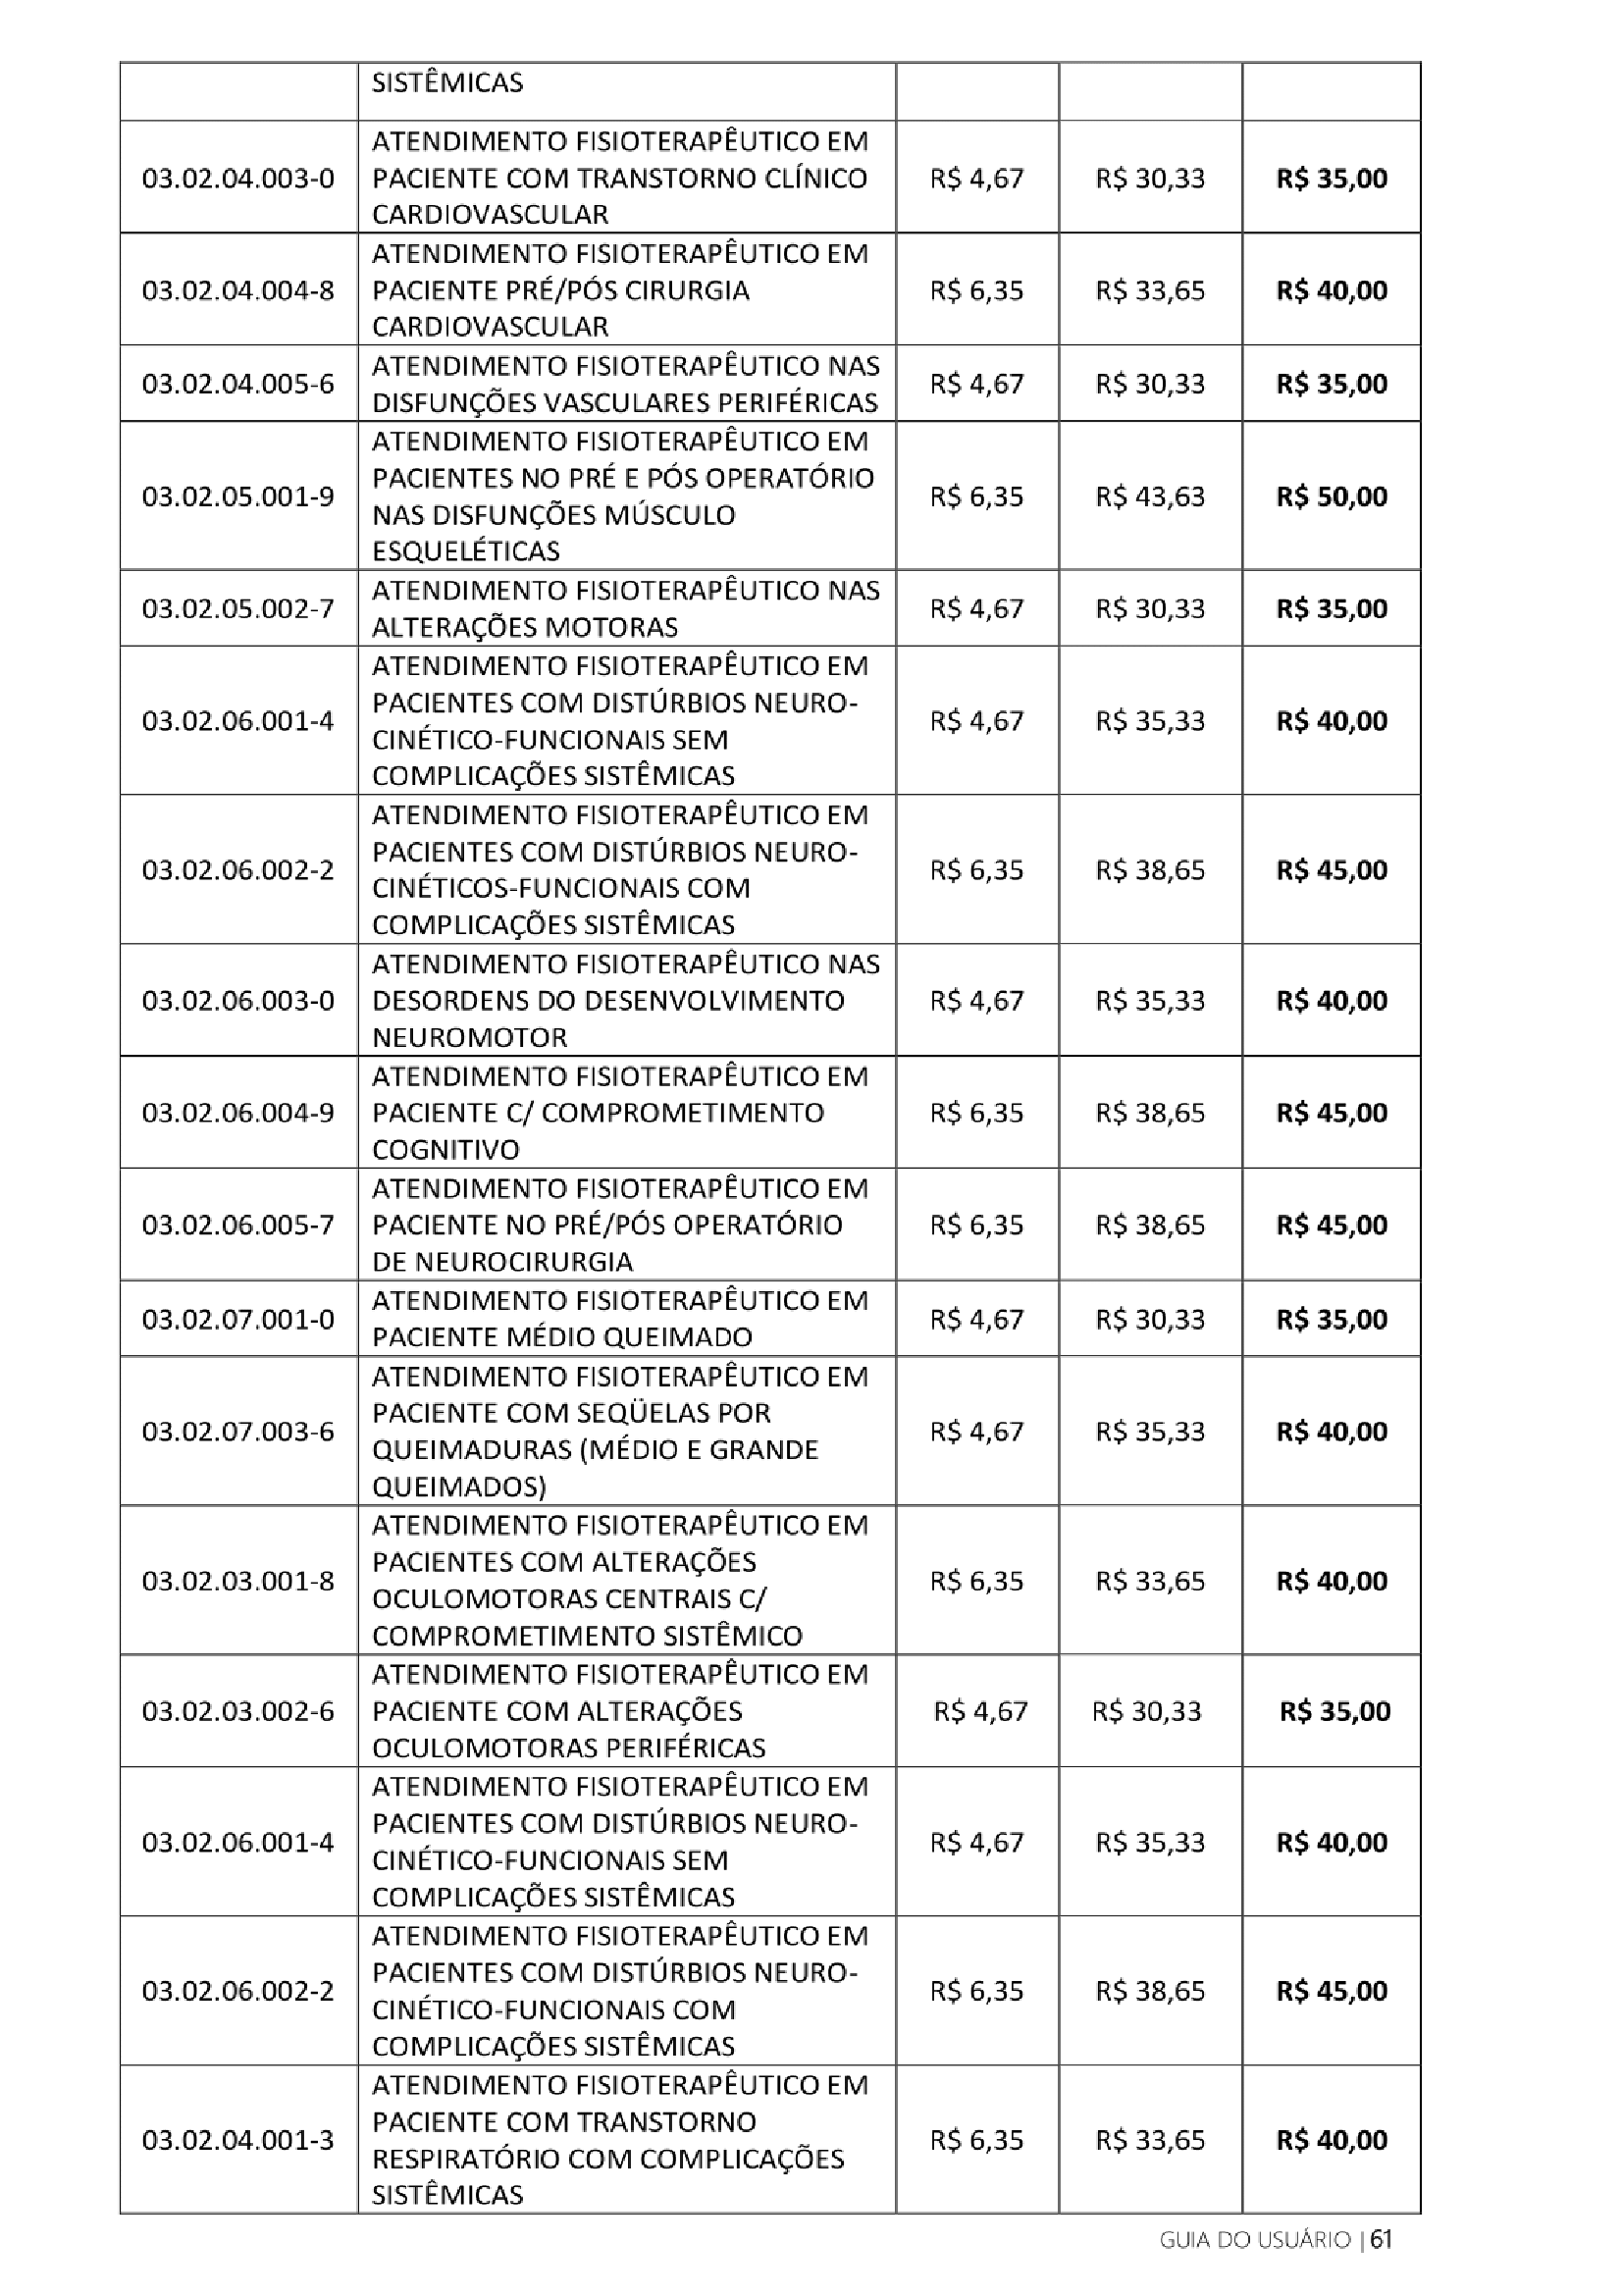 SISTÊMICAS
03.02.04.003-0
ATENDIMENTO FISIOTERAPÊUTICO EM
PACIENTE COM TRANSTORNO CLÍNICO
CARDIOVASCULAR
R$ 4,67
R$ 30,33
R$ 35,00
03.02.04.004-8
ATENDIMENTO FISIOTERAPÊUTICO EM
PACIENTE PRÉ/PÓS CIRURGIA
CARDIOVASCULAR
R$ 6,35
R$ 33,65
R$ 40,00
03.02.04.005-6
ATENDIMENTO FISIOTERAPÊUTICO NAS
DISFUNÇÕES VASCULARES PERIFÉRICAS
R$ 4,67
R$ 30,33
R$ 35,00
03.02.05.001-9
ATENDIMENTO FISIOTERAPÊUTICO EM
PACIENTES NO PRÉ E PÓS OPERATÓRIO
NAS DISFUNÇÕES MÚSCULO
ESQUELÉTICAS
R$ 6,35
R$ 43,63
R$ 50,00
03.02.05.002-7
ATENDIMENTO FISIOTERAPÊUTICO NAS
ALTERAÇÕES MOTORAS
R$ 4,67
R$ 30,33
R$ 35,00
03.02.06.001-4
ATENDIMENTO FISIOTERAPÊUTICO EM
PACIENTES COM DISTÚRBIOS NEURO-
CINÉTICO-FUNCIONAIS SEM
COMPLICAÇÕES SISTÊMICAS
R$ 4,67
R$ 35,33
R$ 40,00
03.02.06.002-2
ATENDIMENTO FISIOTERAPÊUTICO EM
PACIENTES COM DISTÚRBIOS NEURO-
CINÉTICOS-FUNCIONAIS COM
COMPLICAÇÕES SISTÊMICAS
R$ 6,35
R$ 38,65
R$ 45,00
03.02.06.003-0
ATENDIMENTO FISIOTERAPÊUTICO NAS
DESORDENS DO DESENVOLVIMENTO
NEUROMOTOR
R$ 4,67
R$ 35,33
R$ 40,00
03.02.06.004-9
ATENDIMENTO FISIOTERAPÊUTICO EM
PACIENTE C/ COMPROMETIMENTO
COGNITIVO
R$ 6,35
R$ 38,65
R$ 45,00
03.02.06.005-7
ATENDIMENTO FISIOTERAPÊUTICO EM
PACIENTE NO PRÉ/PÓS OPERATÓRIO
DE NEUROCIRURGIA
R$ 6,35
R$ 38,65
R$ 45,00
03.02.07.001-0
ATENDIMENTO FISIOTERAPÊUTICO EM
PACIENTE MÉDIO QUEIMADO
R$ 4,67
R$ 30,33
R$ 35,00
03.02.07.003-6
ATENDIMENTO FISIOTERAPÊUTICO EM
PACIENTE COM SEQÜELAS POR
QUEIMADURAS (MÉDIO E GRANDE
QUEIMADOS)
R$ 4,67
R$ 35,33
R$ 40,00
03.02.03.001-8
ATENDIMENTO FISIOTERAPÊUTICO EM
PACIENTES COM ALTERAÇÕES
OCULOMOTORAS CENTRAIS C/
COMPROMETIMENTO SISTÊMICO
R$ 6,35
R$ 33,65
R$ 40,00
03.02.03.002-6
ATENDIMENTO FISIOTERAPÊUTICO EM
PACIENTE COM ALTERAÇÕES
OCULOMOTORAS PERIFÉRICAS
R$ 4,67
R$ 30,33
R$ 35,00
03.02.06.001-4
ATENDIMENTO FISIOTERAPÊUTICO EM
PACIENTES COM DISTÚRBIOS NEURO-
CINÉTICO-FUNCIONAIS SEM
COMPLICAÇÕES SISTÊMICAS
R$ 4,67
R$ 35,33
R$ 40,00
03.02.06.002-2
ATENDIMENTO FISIOTERAPÊUTICO EM
PACIENTES COM DISTÚRBIOS NEURO-
CINÉTICO-FUNCIONAIS COM
COMPLICAÇÕES SISTÊMICAS
R$ 6,35
R$ 38,65
R$ 45,00
03.02.04.001-3
ATENDIMENTO FISIOTERAPÊUTICO EM
PACIENTE COM TRANSTORNO
RESPIRATÓRIO COM COMPLICAÇÕES
SISTÊMICAS
R$ 6,35
R$ 33,65
R$ 40,00
GUIA DO USUÁRIO | 61